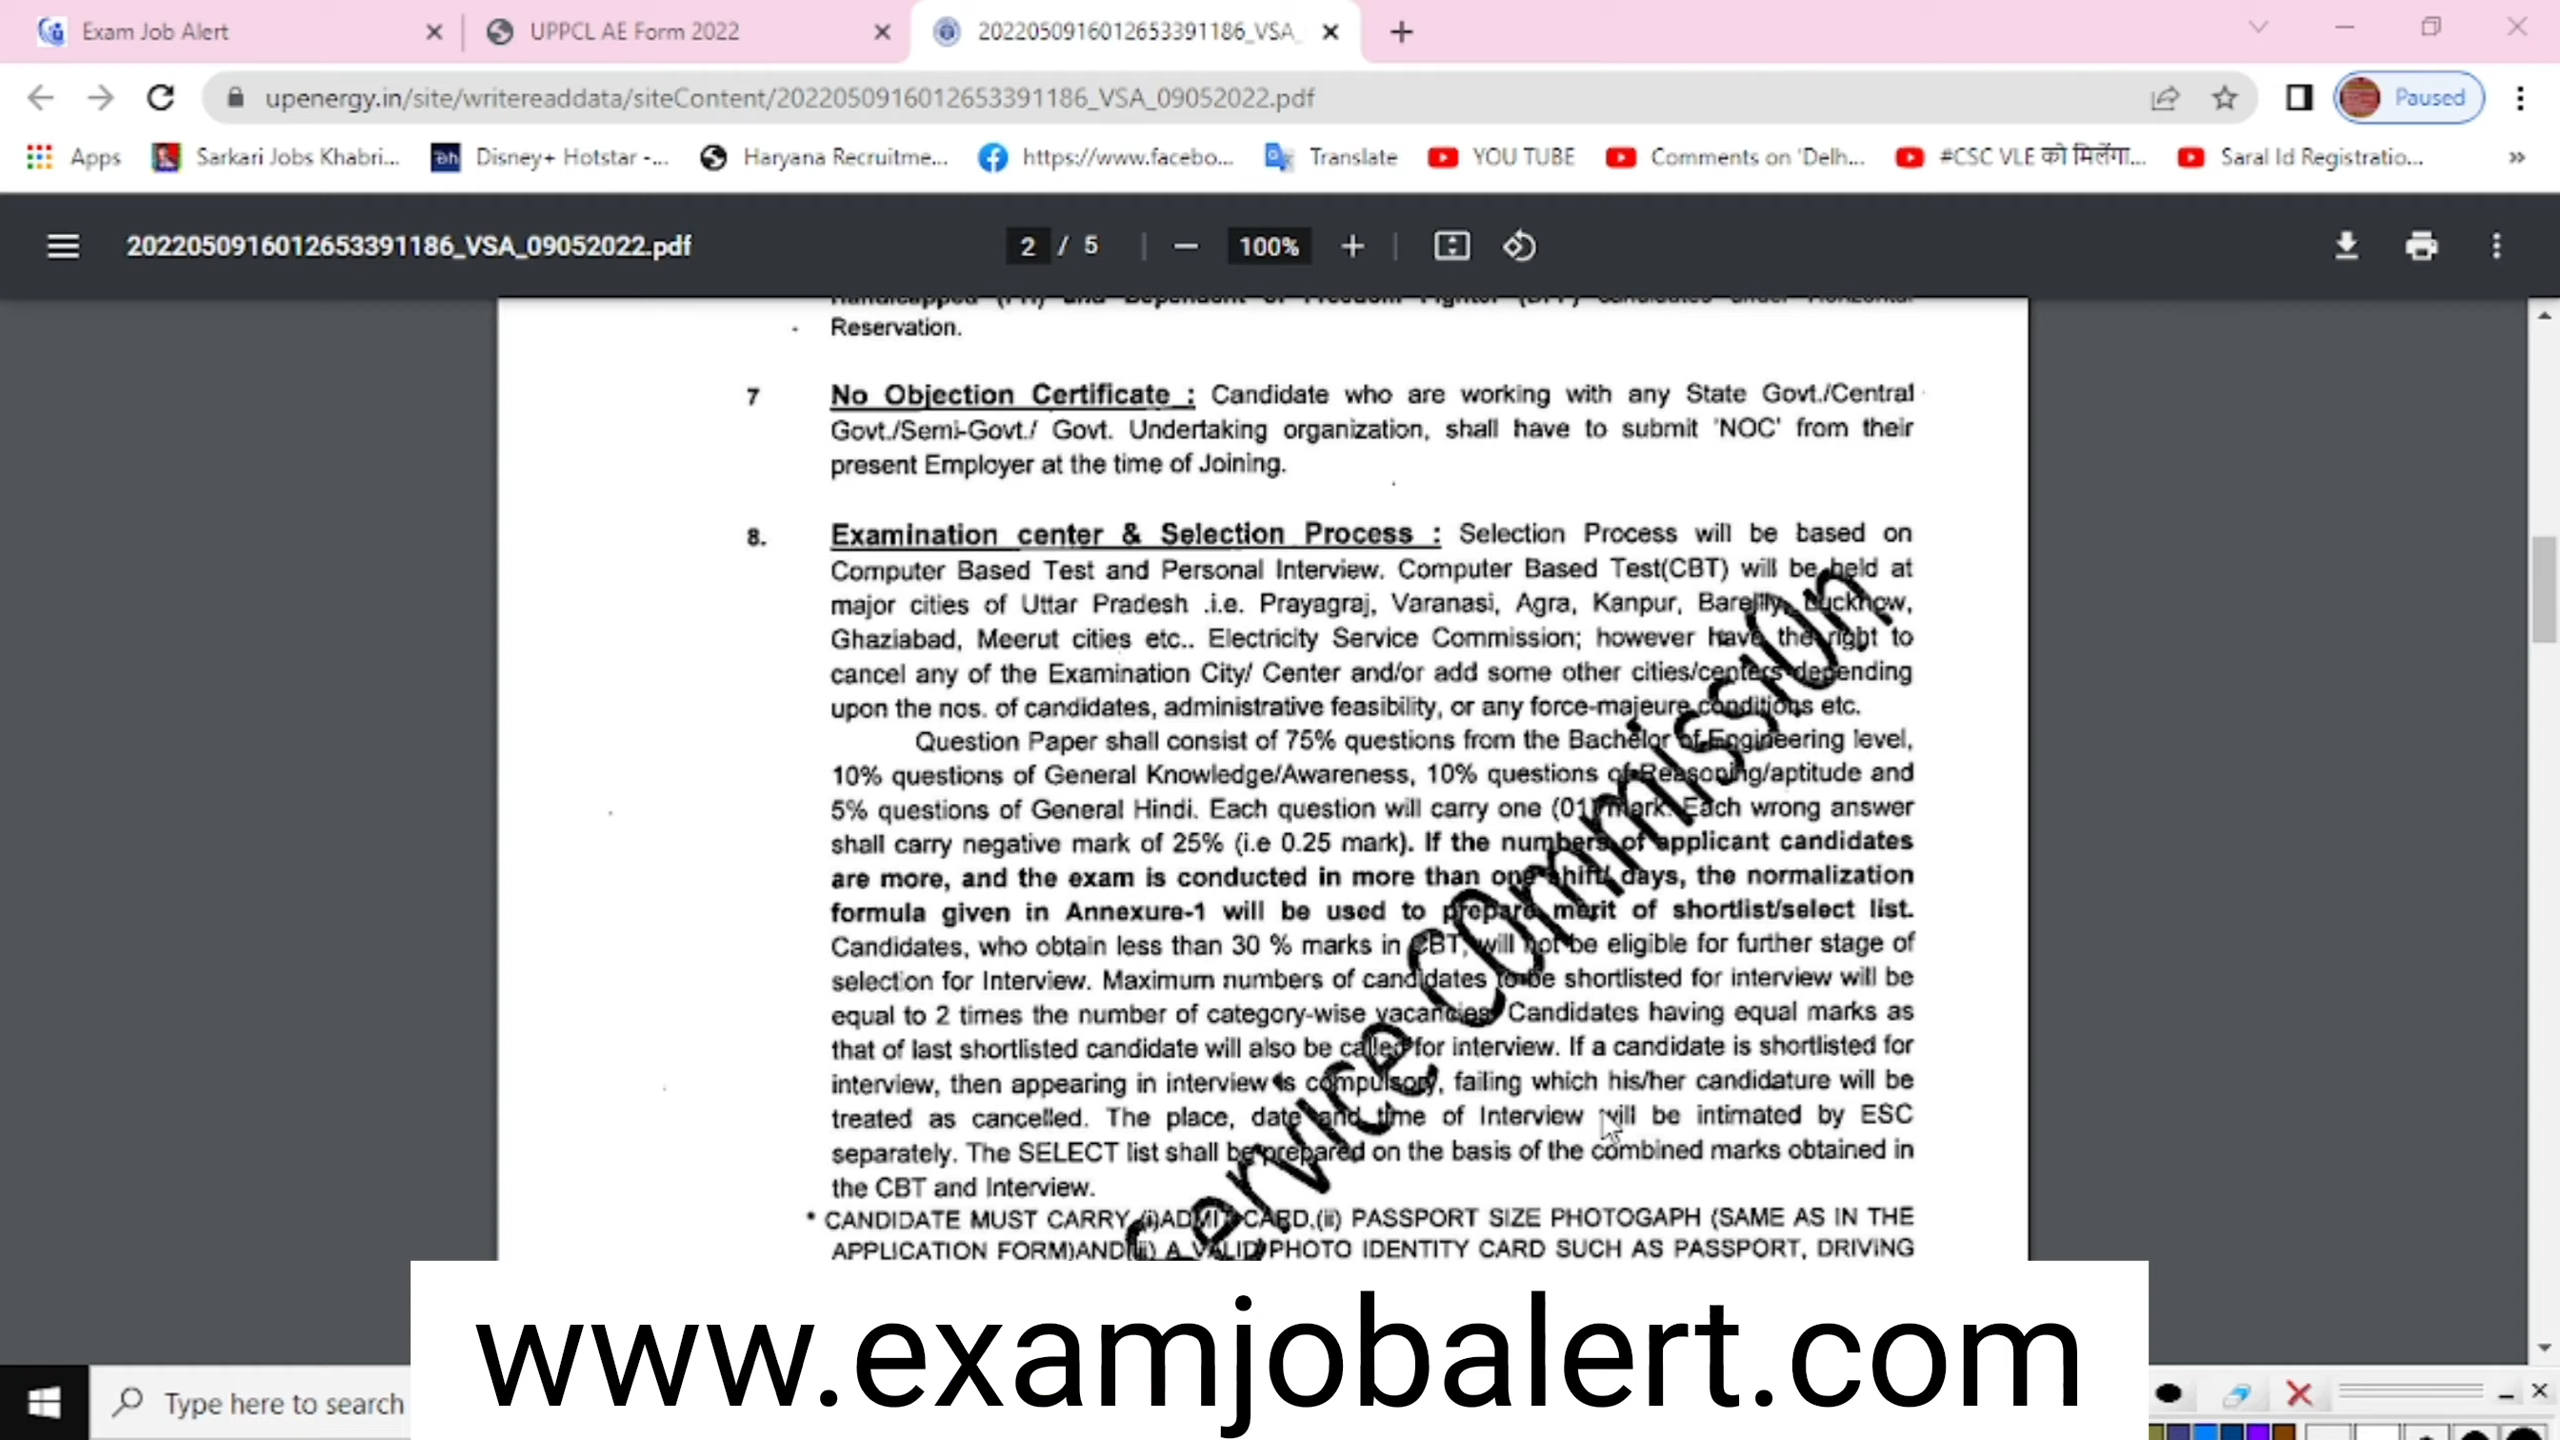 Exam Job Alert
UPPCL AE Form 2022
2022050916012653391186_VSA_
upenergy.in/site/writereaddata/siteContent/2022050916012653391186_VSA_09052022.pdf
Paused
Apps
Sarkari Jobs Khabri...
Disney+ Hotstar -...
Haryana Recruitme...
https://www.facebo...
Translate
YOU TUBE
Comments on 'Delh...
#CSC VLE को मिलेंगा...
Saral Id Registratio...
2022050916012653391186_VSA_09052022.pdf
2 / 5
100%
Handicapped (PH) and Dependent of Freedom Fighter (DFF) candidates under Horizontal
Reservation.
7 No Objection Certificate : Candidate who are working with any State Govt./Central
Govt./Semi-Govt./ Govt. Undertaking organization, shall have to submit 'NOC' from their
present Employer at the time of Joining.
8. Examination center & Selection Process : Selection Process will be based on
Computer Based Test and Personal Interview. Computer Based Test(CBT) will be held at
major cities of Uttar Pradesh .i.e. Prayagraj, Varanasi, Agra, Kanpur, Bareilly, Lucknow,
Ghaziabad, Meerut cities etc.. Electricity Service Commission; however have the right to
cancel any of the Examination City/ Center and/or add some other cities/centers depending
upon the nos. of candidates, administrative feasibility, or any force-majeure conditions etc.
Question Paper shall consist of 75% questions from the Bachelor of Engineering level,
10% questions of General Knowledge/Awareness, 10% questions of Reasoning/aptitude and
5% questions of General Hindi. Each question will carry one (01) mark. Each wrong answer
shall carry negative mark of 25% (i.e 0.25 mark). If the numbers of applicant candidates
are more, and the exam is conducted in more than one shift/ days, the normalization
formula given in Annexure-1 will be used to prepare merit of shortlist/select list.
Candidates, who obtain less than 30 % marks in CBT, will not be eligible for further stage of
selection for Interview. Maximum numbers of candidates to be shortlisted for interview will be
equal to 2 times the number of category-wise vacancies. Candidates having equal marks as
that of last shortlisted candidate will also be called for interview. If a candidate is shortlisted for
interview, then appearing in interview is compulsory, failing which his/her candidature will be
treated as cancelled. The place, date and time of Interview will be intimated by ESC
separately. The SELECT list shall be prepared on the basis of the combined marks obtained in
the CBT and Interview.
* CANDIDATE MUST CARRY (i)ADMIT CARD,(ii) PASSPORT SIZE PHOTOGAPH (SAME AS IN THE
APPLICATION FORM)AND(iii) A VALID PHOTO IDENTITY CARD SUCH AS PASSPORT, DRIVING
Service Commission
www.examjobalert.com
Type here to search